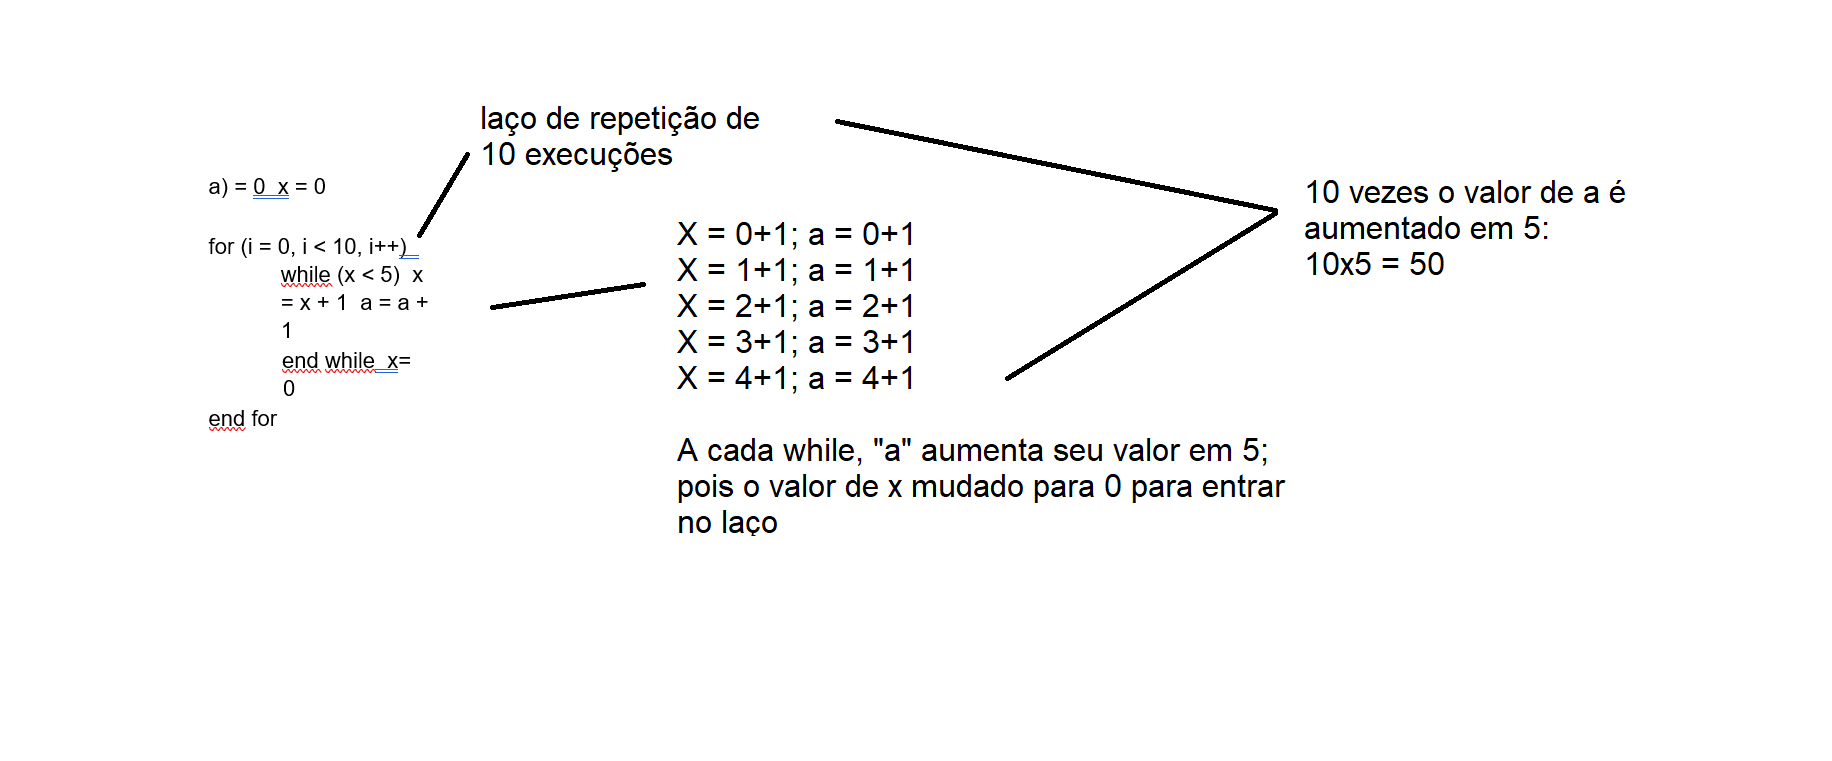 laço de repetição de
10 execuções
a) = 0  x = 0
for (i = 0, i < 10, i++)
while (x < 5)  x
= x + 1  a = a +
1
end while  x=
0
end for
X = 0+1; a = 0+1
X = 1+1; a = 1+1
X = 2+1; a = 2+1
X = 3+1; a = 3+1
X = 4+1; a = 4+1
A cada while, "a" aumenta seu valor em 5;
pois o valor de x mudado para 0 para entrar
no laço
10 vezes o valor de a é
aumentado em 5:
10x5 = 50